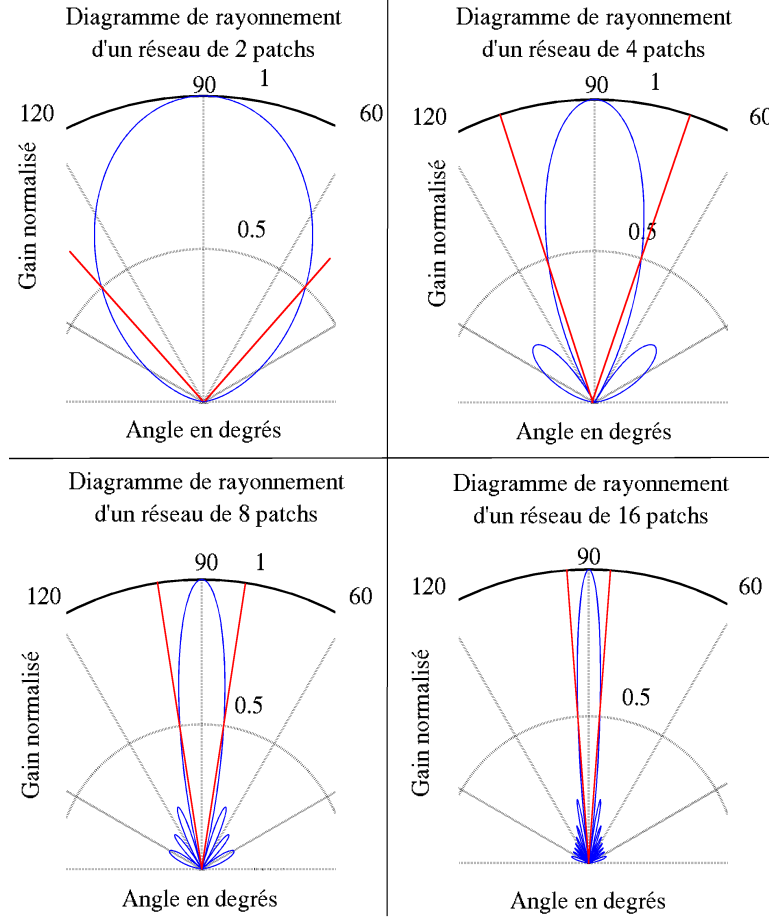 Diagramme de rayonnement
d'un réseau de 2 patchs
90
1
120
60
Gain normalisé
0.5
Angle en degrés
Diagramme de rayonnement
d'un réseau de 4 patchs
90
1
120
60
Gain normalisé
0.5
Angle en degrés
Diagramme de rayonnement
d'un réseau de 8 patchs
90
1
120
60
Gain normalisé
0.5
Angle en degrés
Diagramme de rayonnement
d'un réseau de 16 patchs
90
120
60
Gain normalisé
0.5
Angle en degrés